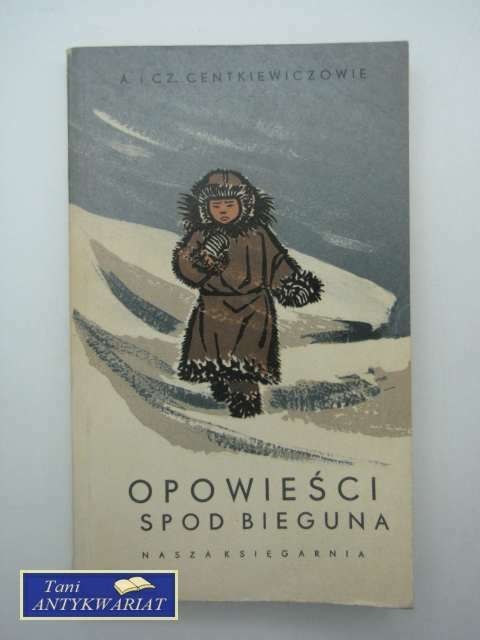 A. I CZ. CENTKIEWICZOWIE
OPOWIEŚCI
SPOD BIEGUNA
NASZA KSIĘGARNIA
Tani
ANTYKWARIAT